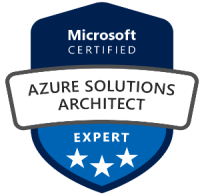 Microsoft
CERTIFIED
AZURE SOLUTIONS
ARCHITECT
EXPERT